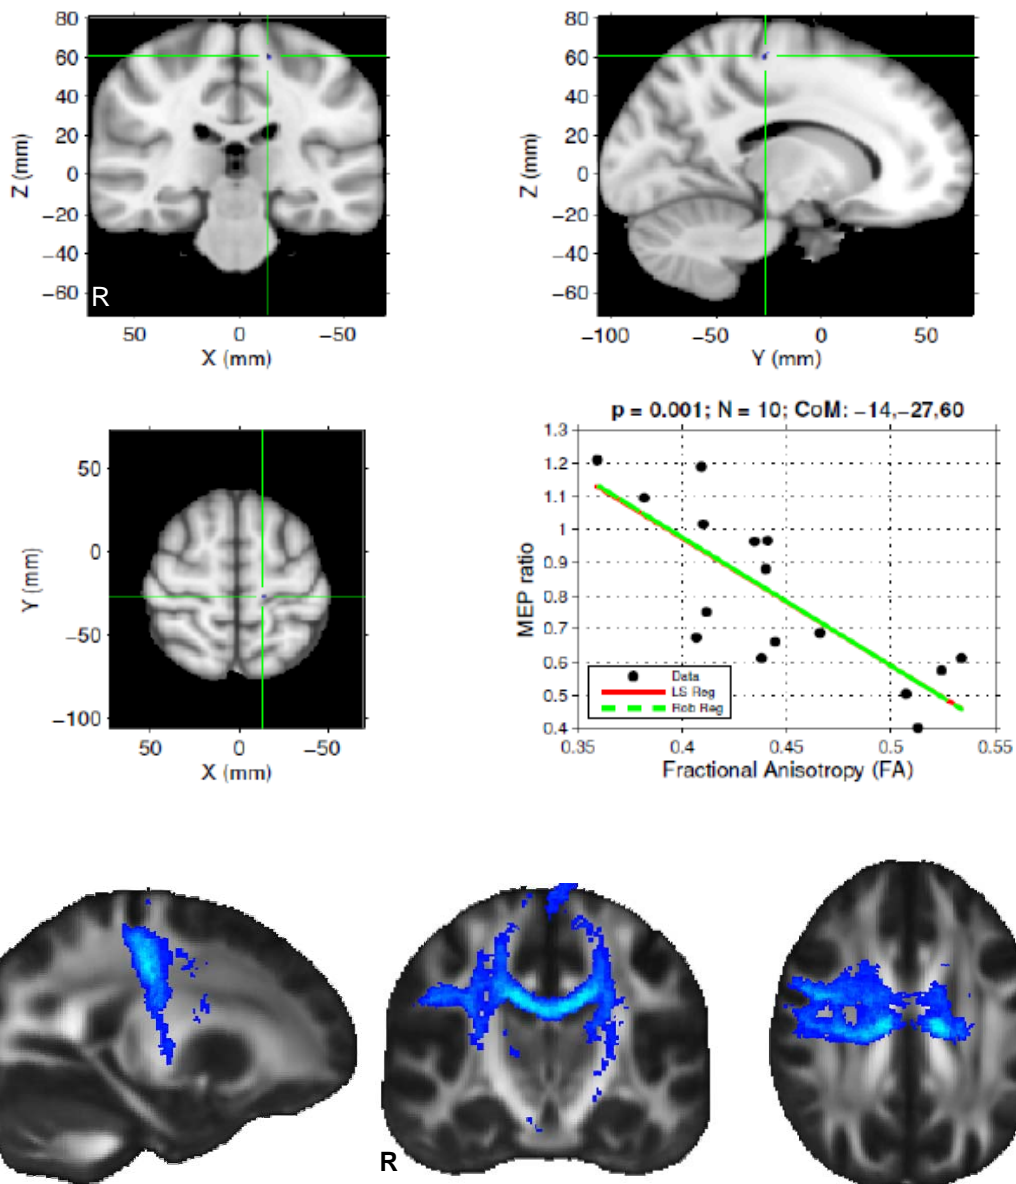 80
60
40
20
0
−20
−40
−60
Z (mm)
R
50 0 −50
X (mm)
80
60
40
20
0
−20
−40
−60
Z (mm)
−100 −50 0 50
Y (mm)
50
0
−50
−100
Y (mm)
50 0 −50
X (mm)
p = 0.001; N = 10; CoM: −14,−27,60
1.3
1.2
1.1
1
0.9
0.8
0.7
0.6
0.5
0.4
MEP ratio
Data
LS Reg
Rob Reg
0.35 0.4 0.45 0.5 0.55
Fractional Anisotropy (FA)
R